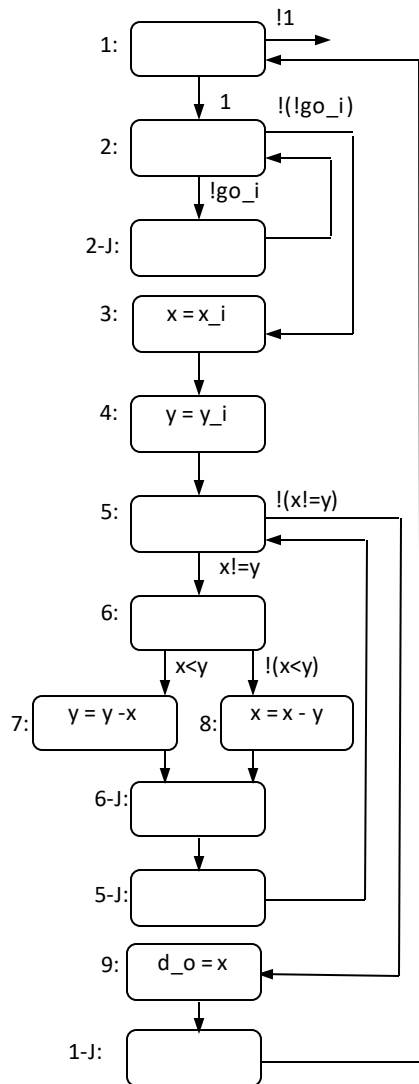 !1
1:
1
!(!go_i)
2:
!go_i
2-J:
3:
x = x_i
4:
y = y_i
5:
!(x!=y)
x!=y
6:
x<y
!(x<y)
7:
y = y -x
8:
x = x - y
6-J:
5-J:
9:
d_o = x
1-J: